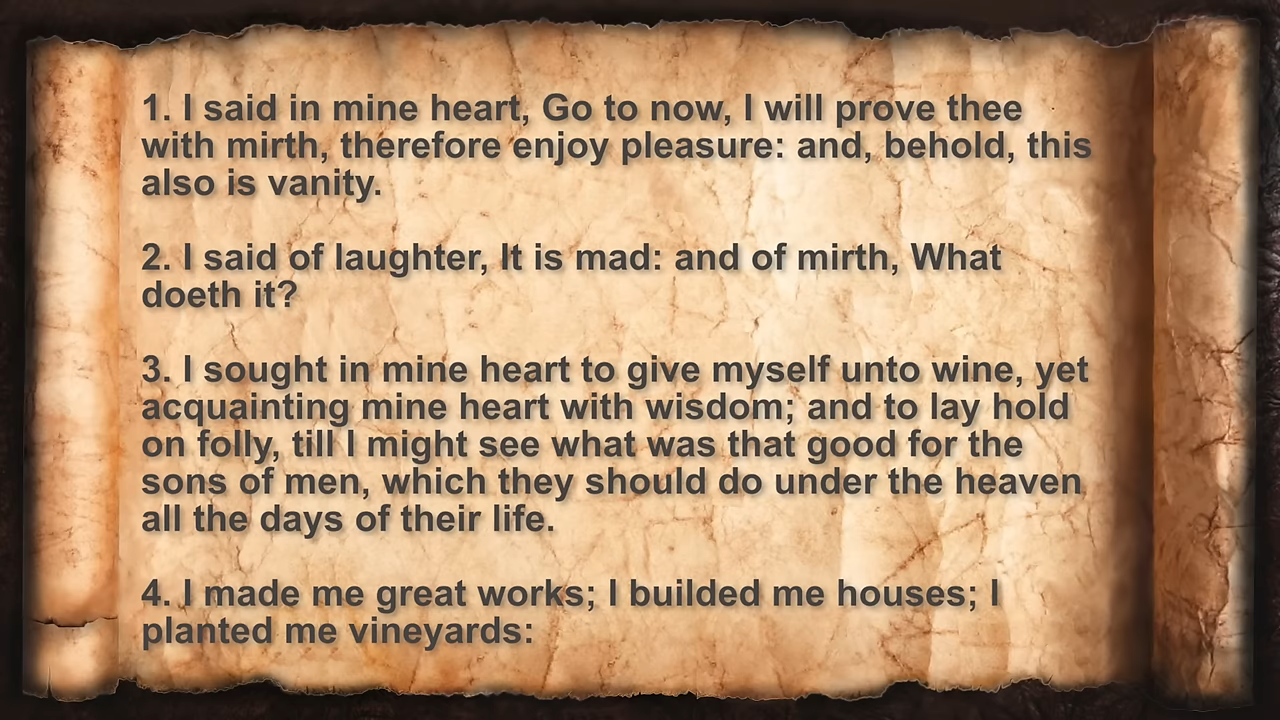 1. I said in mine heart, Go to now, I will prove thee
with mirth, therefore enjoy pleasure: and, behold, this
also is vanity.
2. I said of laughter, It is mad: and of mirth, What
doeth it?
3. I sought in mine heart to give myself unto wine, yet
acquainting mine heart with wisdom; and to lay hold
on folly, till I might see what was that good for the
sons of men, which they should do under the heaven
all the days of their life.
4. I made me great works; I builded me houses; I
planted me vineyards: